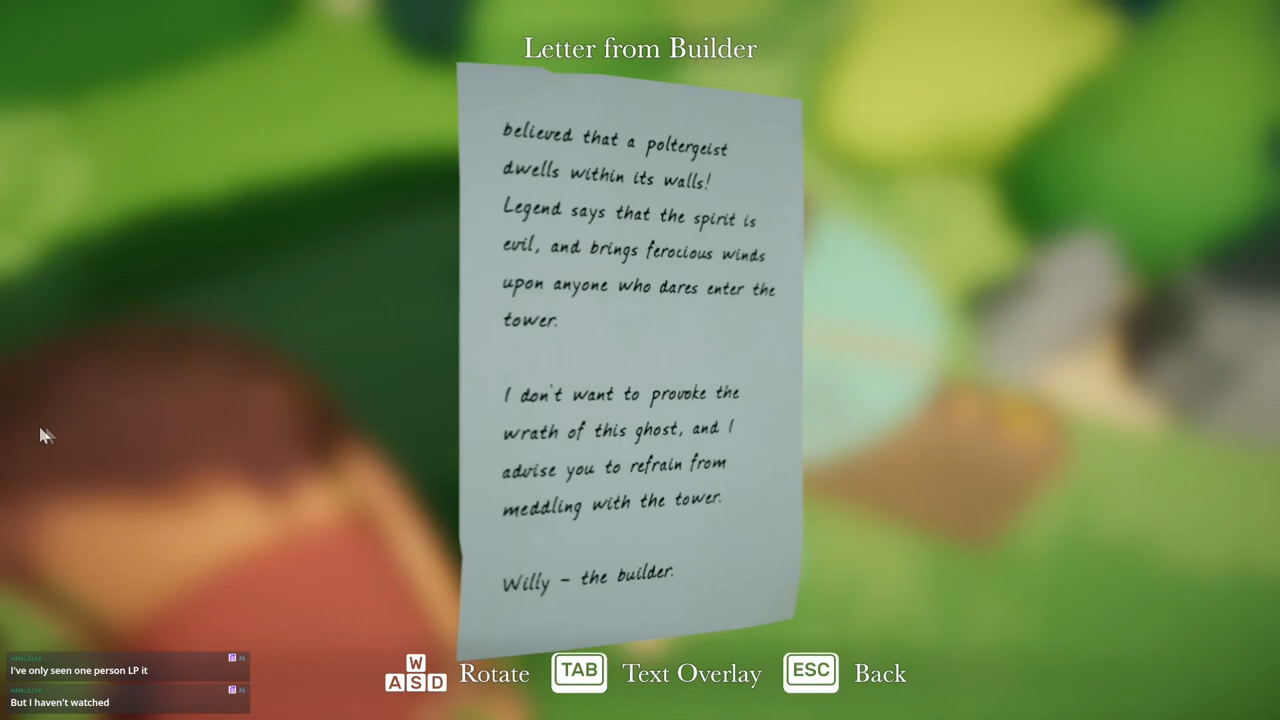 Letter from Builder
believed that a poltergeist
dwells within its walls!
Legend says that the spirit is
evil, and brings ferocious winds
upon anyone who dares enter the
tower.
I don't want to provoke the
wrath of this ghost, and I
advise you to refrain from
meddling with the tower.
Willy - the builder.
I've only seen one person LP it
But I haven't watched
W
A S D Rotate TAB Text Overlay ESC Back